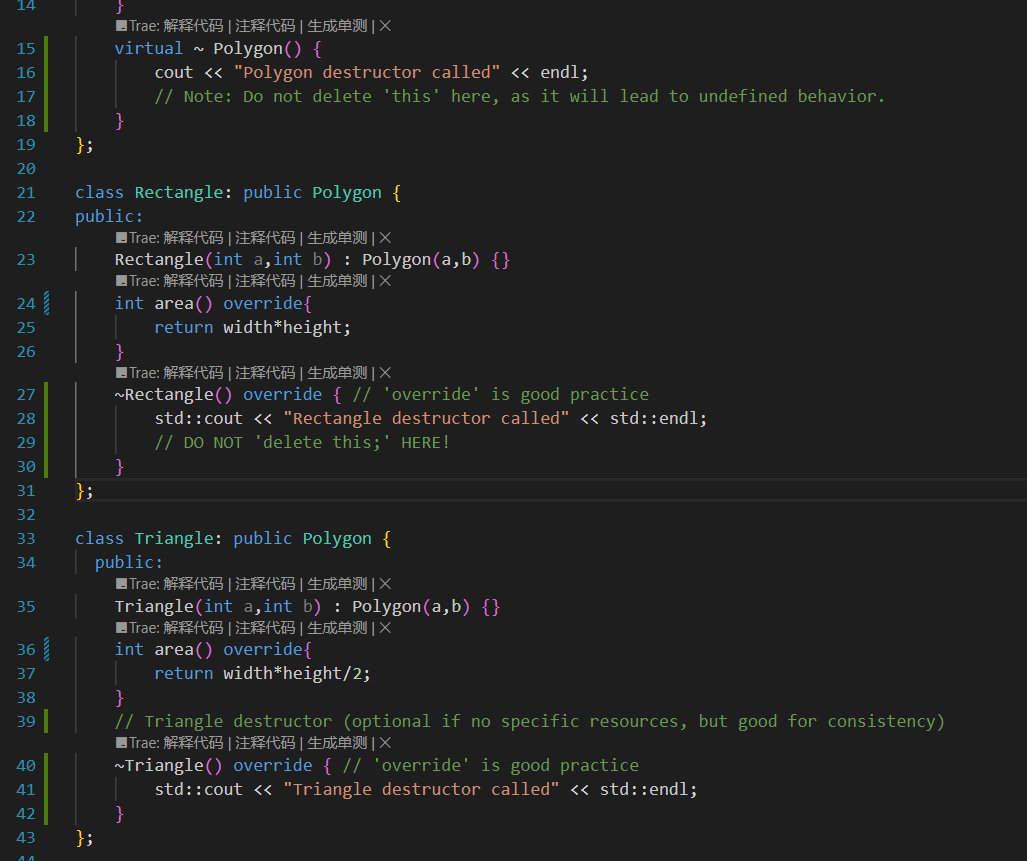 14 }
Trae: 解释代码 | 注释代码 | 生成单测 | ×
15 virtual ~ Polygon() {
16 cout << "Polygon destructor called" << endl;
17 // Note: Do not delete 'this' here, as it will lead to undefined behavior.
18 }
19 };
20
21 class Rectangle: public Polygon {
22 public:
Trae: 解释代码 | 注释代码 | 生成单测 | ×
23 Rectangle(int a,int b) : Polygon(a,b) {}
Trae: 解释代码 | 注释代码 | 生成单测 | ×
24 int area() override{
25 return width*height;
26 }
Trae: 解释代码 | 注释代码 | 生成单测 | ×
27 ~Rectangle() override { // 'override' is good practice
28 std::cout << "Rectangle destructor called" << std::endl;
29 // DO NOT 'delete this;' HERE!
30 }
31 };
32
33 class Triangle: public Polygon {
34 public:
Trae: 解释代码 | 注释代码 | 生成单测 | ×
35 Triangle(int a,int b) : Polygon(a,b) {}
Trae: 解释代码 | 注释代码 | 生成单测 | ×
36 int area() override{
37 return width*height/2;
38 }
39 // Triangle destructor (optional if no specific resources, but good for consistency)
Trae: 解释代码 | 注释代码 | 生成单测 | ×
40 ~Triangle() override { // 'override' is good practice
41 std::cout << "Triangle destructor called" << std::endl;
42 }
43 };
44